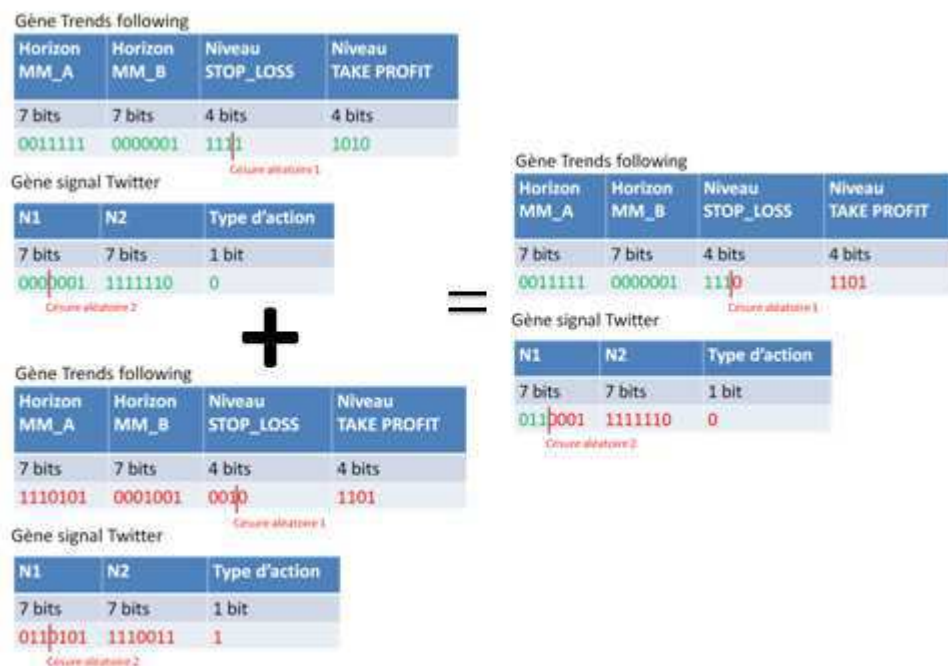 Gène Trends following
Horizon MM_A Horizon MM_B Niveau STOP_LOSS Niveau TAKE PROFIT
7 bits 7 bits 4 bits 4 bits
0011111 0000001 1111 1010
Césure aléatoire 1
Gène signal Twitter
N1 N2 Type d'action
7 bits 7 bits 1 bit
0000001 1111110 0
Césure aléatoire 2
+
Gène Trends following
Horizon MM_A Horizon MM_B Niveau STOP_LOSS Niveau TAKE PROFIT
7 bits 7 bits 4 bits 4 bits
1110101 0001001 0010 1101
Césure aléatoire 1
Gène signal Twitter
N1 N2 Type d'action
7 bits 7 bits 1 bit
0110101 1110011 1
Césure aléatoire 2
=
Gène Trends following
Horizon MM_A Horizon MM_B Niveau STOP_LOSS Niveau TAKE PROFIT
7 bits 7 bits 4 bits 4 bits
0011111 0000001 1110 1101
Césure aléatoire 1
Gène signal Twitter
N1 N2 Type d'action
7 bits 7 bits 1 bit
0110001 1111110 0
Césure aléatoire 2